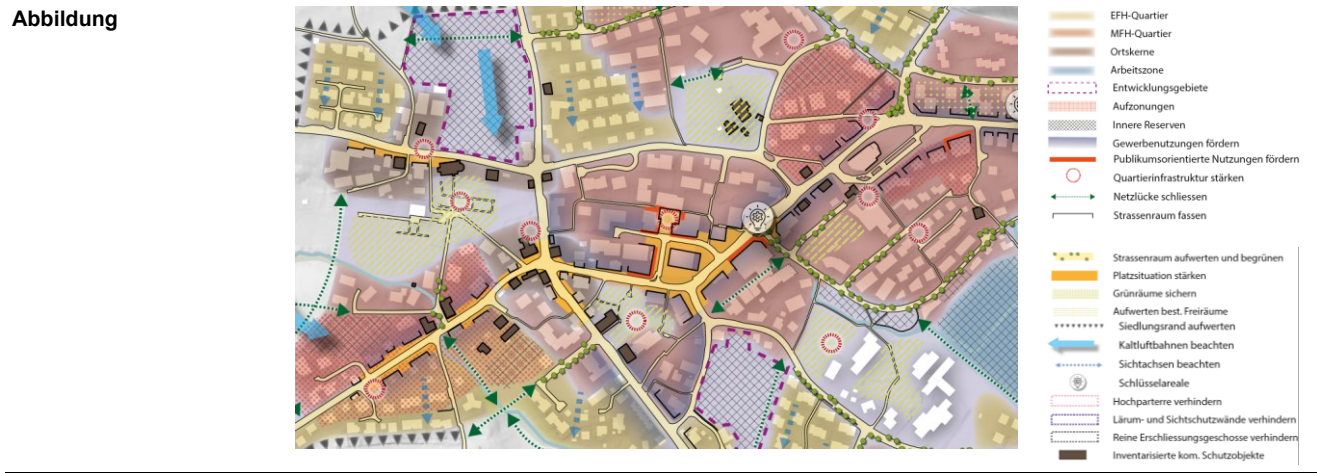 Abbildung
EFH-Quartier
MFH-Quartier
Ortskerne
Arbeitszone
Entwicklungsgebiete
Aufzonungen
Innere Reserven
Gewerbenutzungen fördern
Publikumsorientierte Nutzungen fördern
Quartierinfrastruktur stärken
Netzlücke schliessen
Strassenraum fassen
Strassenraum aufwerten und begrünen
Platzsituation stärken
Grünräume sichern
Aufwerten best. Freiräume
Siedlungsrand aufwerten
Kaltluftbahnen beachten
Sichtachsen beachten
Schlüsselareale
Hochparterre verhindern
Lärum- und Sichtschutzwände verhindern
Reine Erschliessungsgeschosse verhindern
Inventarisierte kom. Schutzobjekte